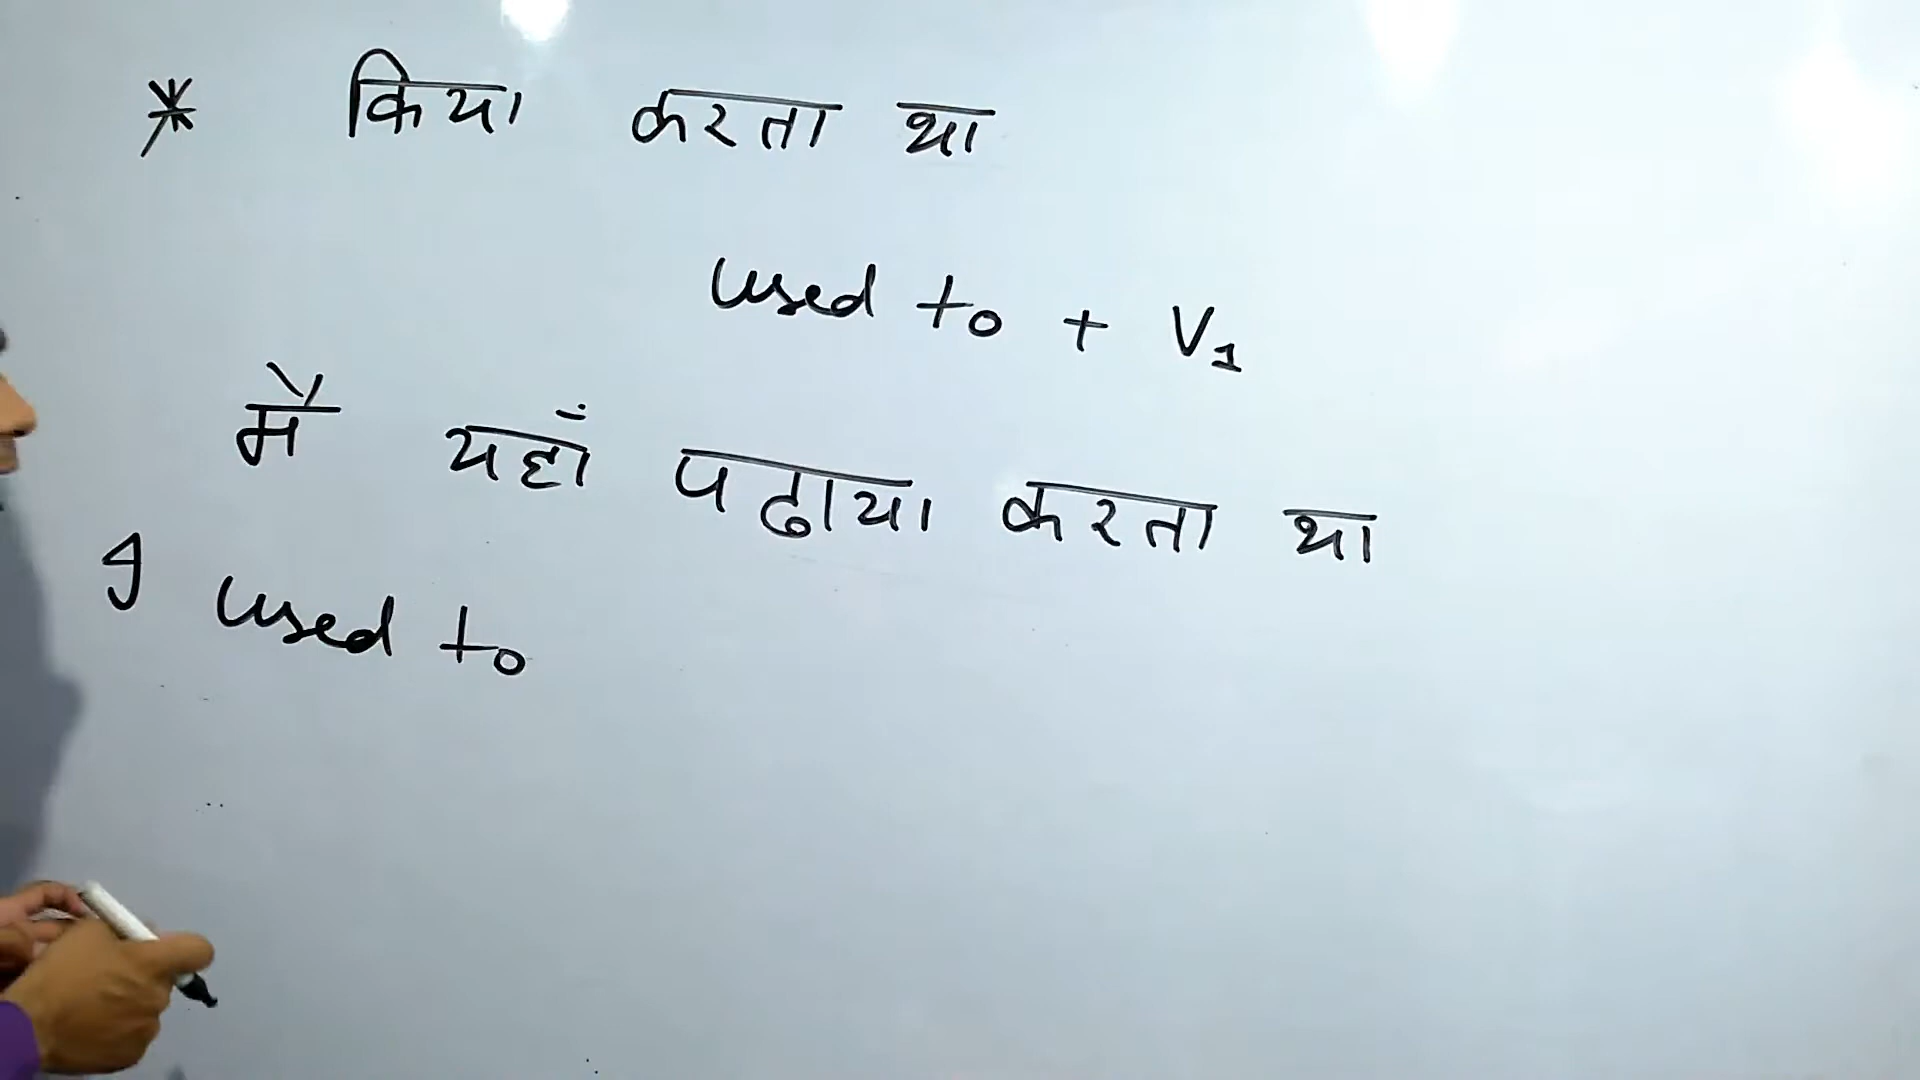 * किया करता था
used to + V1
मैं यहाँ पढाया करता था
I used to